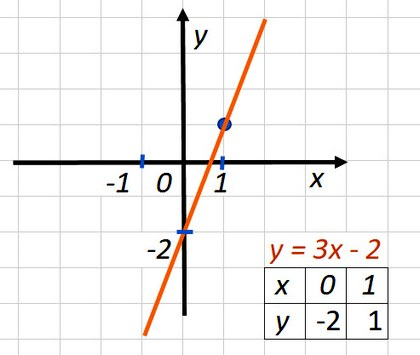 y
-1 0 1 x
-2
y = 3x - 2
x 0 1
y -2 1